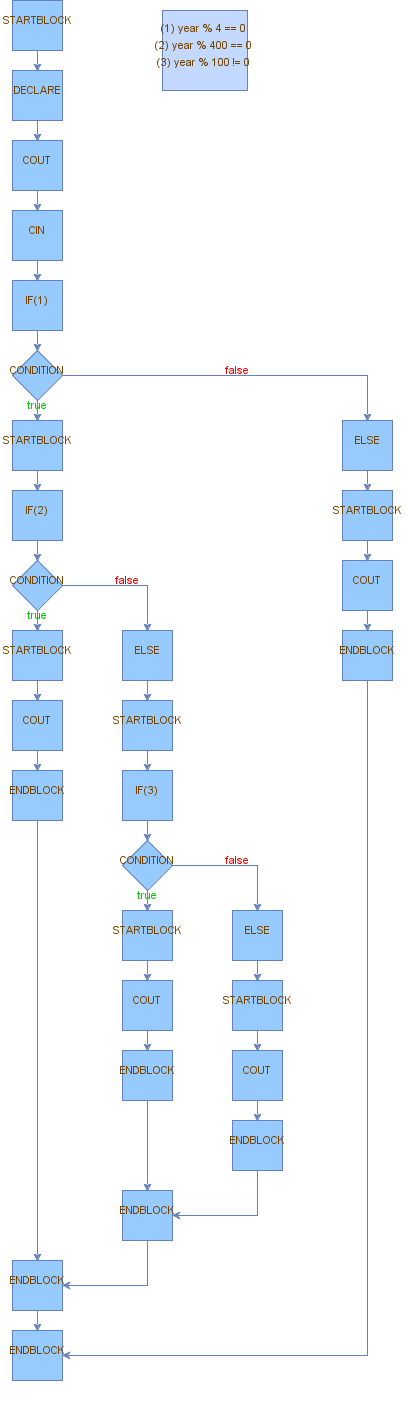 STARTBLOCK
(1) year % 4 == 0
(2) year % 400 == 0
(3) year % 100 != 0
DECLARE
COUT
CIN
IF(1)
CONDITION
false
true
STARTBLOCK
ELSE
IF(2)
STARTBLOCK
CONDITION
false
COUT
true
STARTBLOCK
ELSE
ENDBLOCK
COUT
STARTBLOCK
ENDBLOCK
IF(3)
CONDITION
false
true
STARTBLOCK
ELSE
COUT
STARTBLOCK
ENDBLOCK
COUT
ENDBLOCK
ENDBLOCK
ENDBLOCK
ENDBLOCK